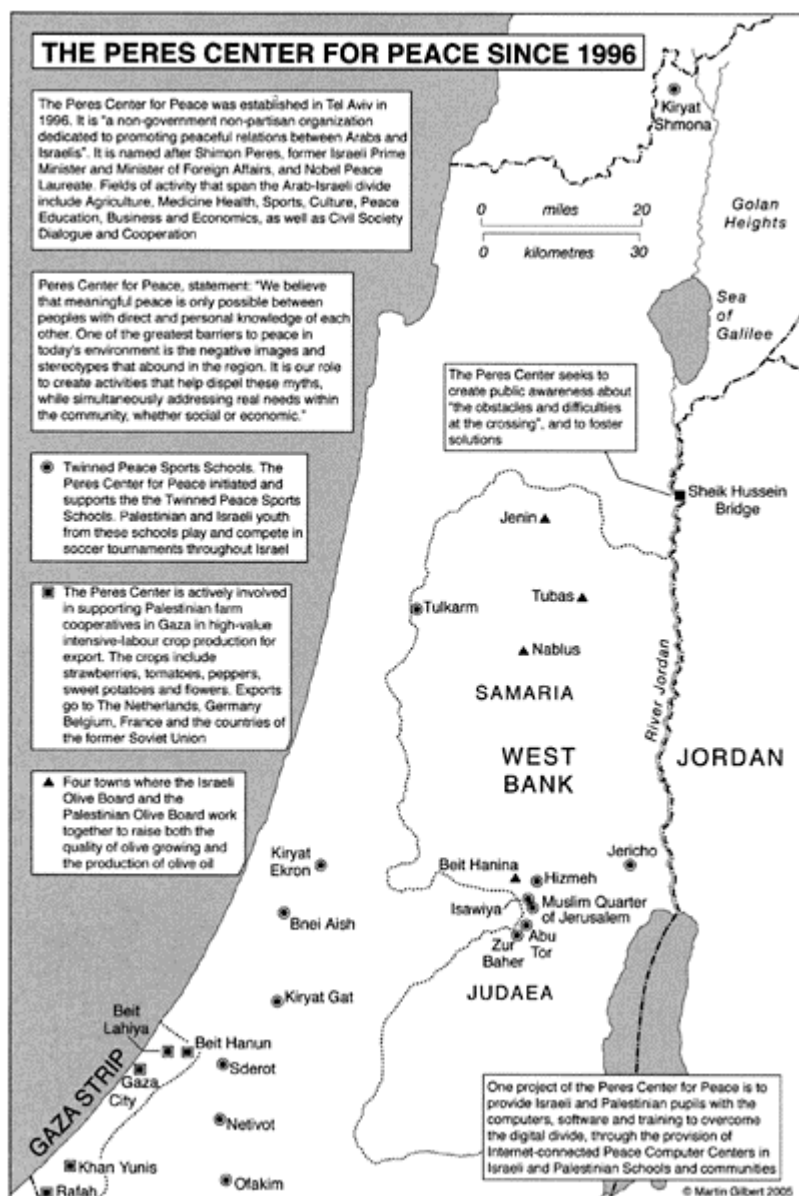 THE PERES CENTER FOR PEACE SINCE 1996
The Peres Center for Peace was established in Tel Aviv in
1996. It is "a non-government non-partisan organization
dedicated to promoting peaceful relations between Arabs and
Israelis". It is named after Shimon Peres, former Israeli Prime
Minister and Minister of Foreign Affairs, and Nobel Peace
Laureate. Fields of activity that span the Arab-Israeli divide
include Agriculture, Medicine Health, Sports, Culture, Peace
Education, Business and Economics, as well as Civil Society
Dialogue and Cooperation
Kiryat
Shmona
0 miles 20
0 kilometres 30
Golan
Heights
Sea
of
Galilee
Peres Center for Peace, statement: "We believe
that meaningful peace is only possible between
peoples with direct and personal knowledge of each
other. One of the greatest barriers to peace in
today's environment is the negative images and
stereotypes that abound in the region. It is our role
to create activities that help dispel these myths,
while simultaneously addressing real needs within
the community, whether social or economic."
The Peres Center seeks to
create public awareness about
"the obstacles and difficulties
at the crossing", and to foster
solutions
Sheik Hussein
Bridge
Twinned Peace Sports Schools. The
Peres Center for Peace initiated and
supports the the Twinned Peace Sports
Schools. Palestinian and Israeli youth
from these schools play and compete in
soccer tournaments throughout Israel
Jenin
Tubas
Tulkarm
Nablus
SAMARIA
WEST
BANK
River Jordan
JORDAN
The Peres Center is actively involved
in supporting Palestinian farm
cooperatives in Gaza in high-value
intensive-labour crop production for
export. The crops include
strawberries, tomatoes, peppers,
sweet potatoes and flowers. Exports
go to The Netherlands, Germany
Belgium, France and the countries of
the former Soviet Union
Four towns where the Israeli
Olive Board and the
Palestinian Olive Board work
together to raise both the
quality of olive growing and
the production of olive oil
Kiryat
Ekron
Bnei Aish
Kiryat Gat
Beit Hanina
Hizmeh
Jericho
Isawiya
Muslim Quarter
of Jerusalem
Abu
Tor
Zur
Baher
JUDAEA
Beit
Lahiya
Beit Hanun
Gaza
City
GAZA STRIP
Sderot
Netivot
Khan Yunis
Rafah
Ofakim
One project of the Peres Center for Peace is to
provide Israeli and Palestinian pupils with the
computers, software and training to overcome
the digital divide, through the provision of
Internet-connected Peace Computer Centers in
Israeli and Palestinian Schools and communities
© Martin Gilbert 2005